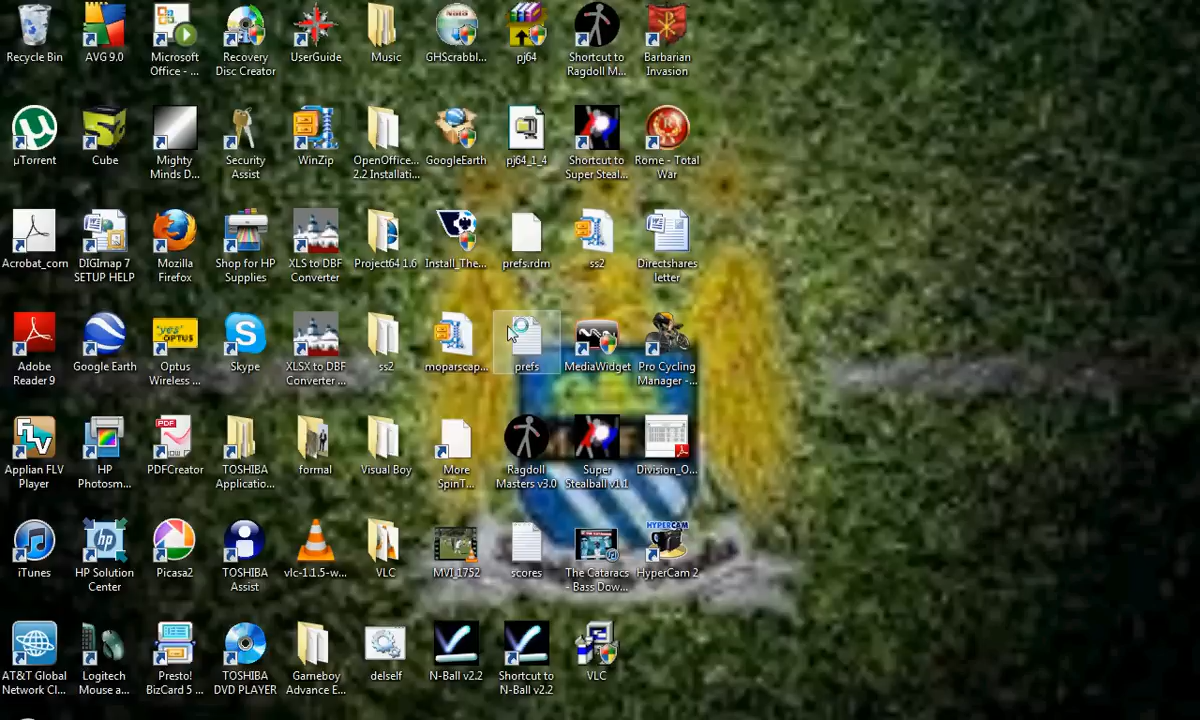 Recycle Bin
AVG 9.0
Microsoft
Office - ...
Recovery
Disc Creator
UserGuide
Music
GHScrabbl...
pj64
Shortcut to
Ragdoll M...
Barbarian
Invasion
µTorrent
Cube
Mighty
Minds D...
Security
Assist
WinZip
OpenOffice...
2.2 Installati...
GoogleEarth
pj64_1_4
Shortcut to
Super Steal...
Rome - Total
War
Acrobat_com
DIGImap 7
SETUP HELP
Mozilla
Firefox
Shop for HP
Supplies
XLS to DBF
Converter
Project64 1.6
Install_The...
prefs.rdm
ss2
Directshares
letter
Adobe
Reader 9
Google Earth
"yes"
OPTUS
Optus
Wireless ...
Skype
XLSX to DBF
Converter ...
ss2
moparscap...
prefs
MediaWidget
Pro Cycling
Manager -...
FLV
Applian FLV
Player
HP
Photosm...
PDF
PDFCreator
TOSHIBA
Applicatio...
formal
Visual Boy
More
SpinT...
Ragdoll
Masters v3.0
Super
Stealball v1.1
Division_O...
iTunes
hp
HP Solution
Center
Picasa2
TOSHIBA
Assist
vlc-1.1.5-w...
VLC
MVI_1752
scores
The Cataracs
- Bass Dow...
HYPERCAM
HyperCam 2
AT&T Global
Network Cl...
Logitech
Mouse a...
Presto!
BizCard 5 ...
TOSHIBA
DVD PLAYER
Gameboy
Advance E...
delself
N-Ball v2.2
Shortcut to
N-Ball v2.2
VLC